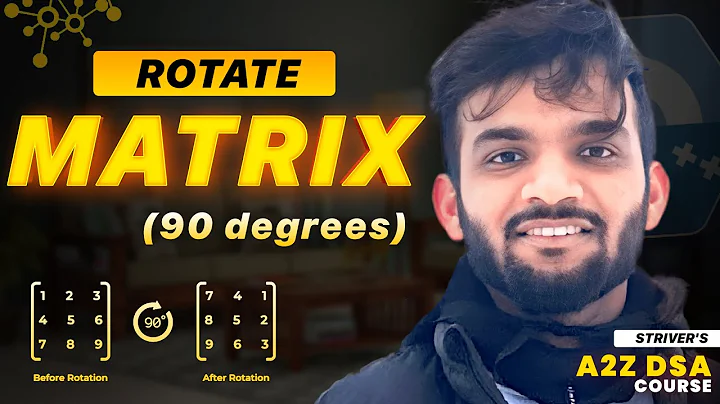 ROTATE
MATRIX
(90 degrees)
1 2 3
4 5 6
7 8 9
Before Rotation
90°
7 4 1
8 5 2
9 6 3
After Rotation
++
STRIVER'S
A2Z DSA
COURSE